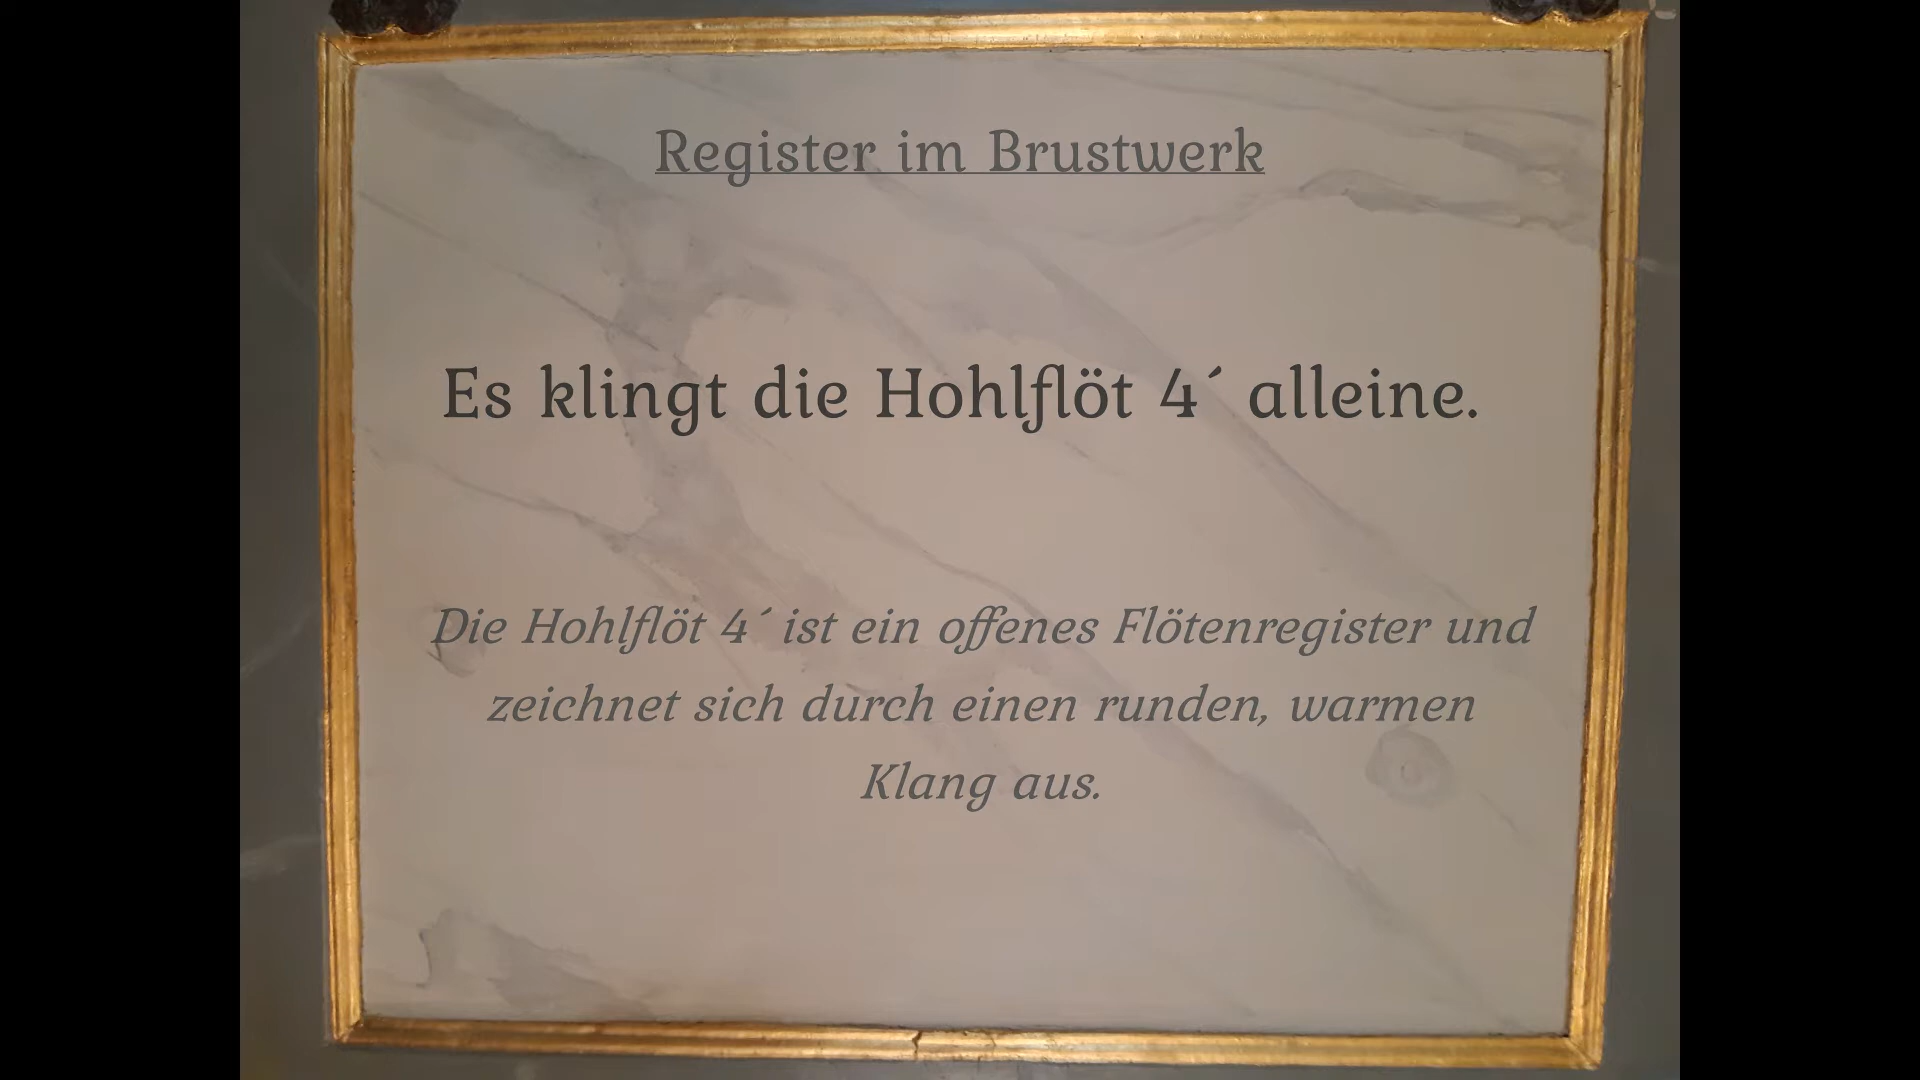 Register im Brustwerk
Es klingt die Hohlflöt 4´ alleine.
Die Hohlflöt 4´ ist ein offenes Flötenregister und
zeichnet sich durch einen runden, warmen
Klang aus.